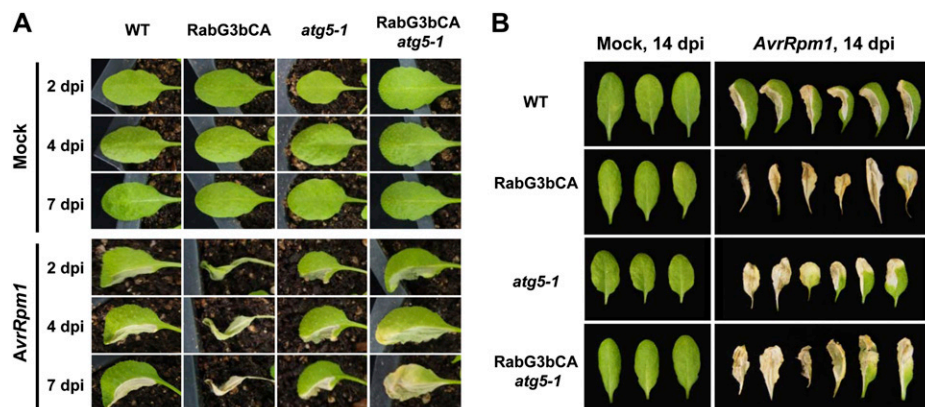 A
WT
RabG3bCA
atg5-1
RabG3bCA
atg5-1
Mock
2 dpi
4 dpi
7 dpi
AvrRpm1
2 dpi
4 dpi
7 dpi
B
Mock, 14 dpi
AvrRpm1, 14 dpi
WT
RabG3bCA
atg5-1
RabG3bCA
atg5-1